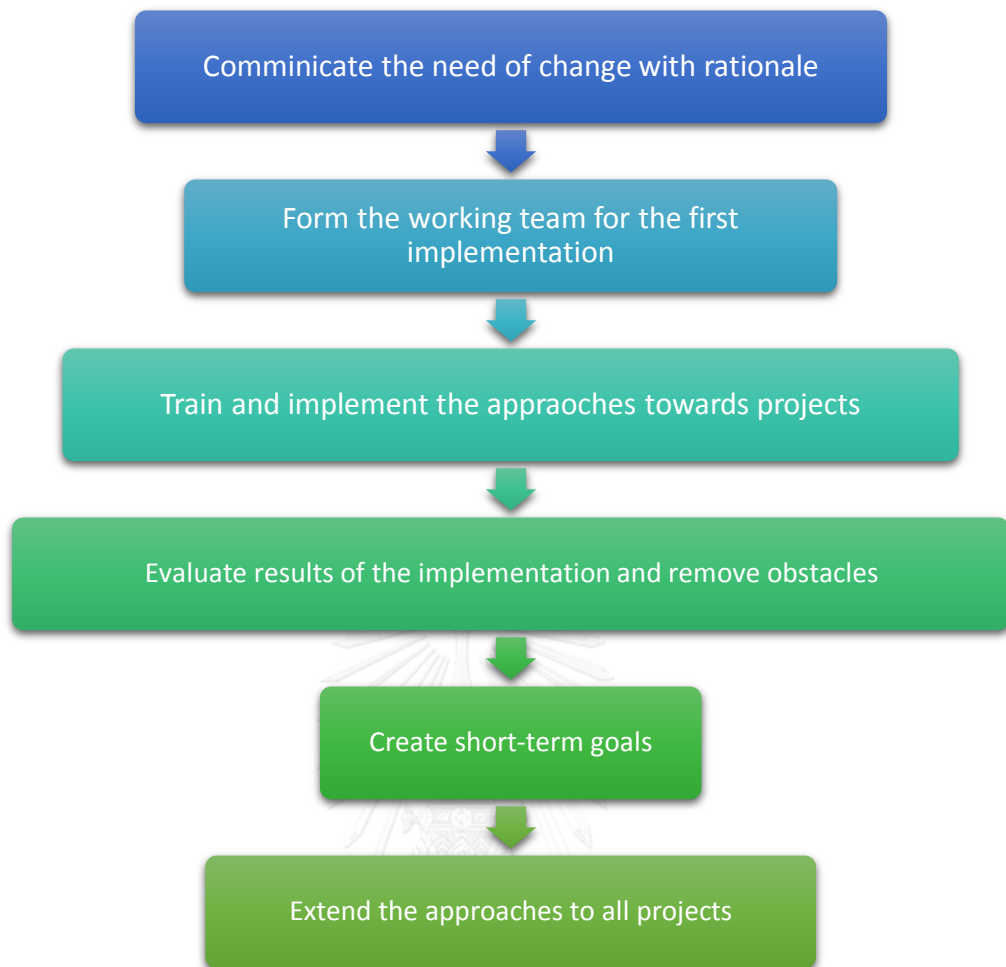 Comminicate the need of change with rationale
Form the working team for the first
implementation
Train and implement the appraoches towards projects
Evaluate results of the implementation and remove obstacles
Create short-term goals
Extend the approaches to all projects